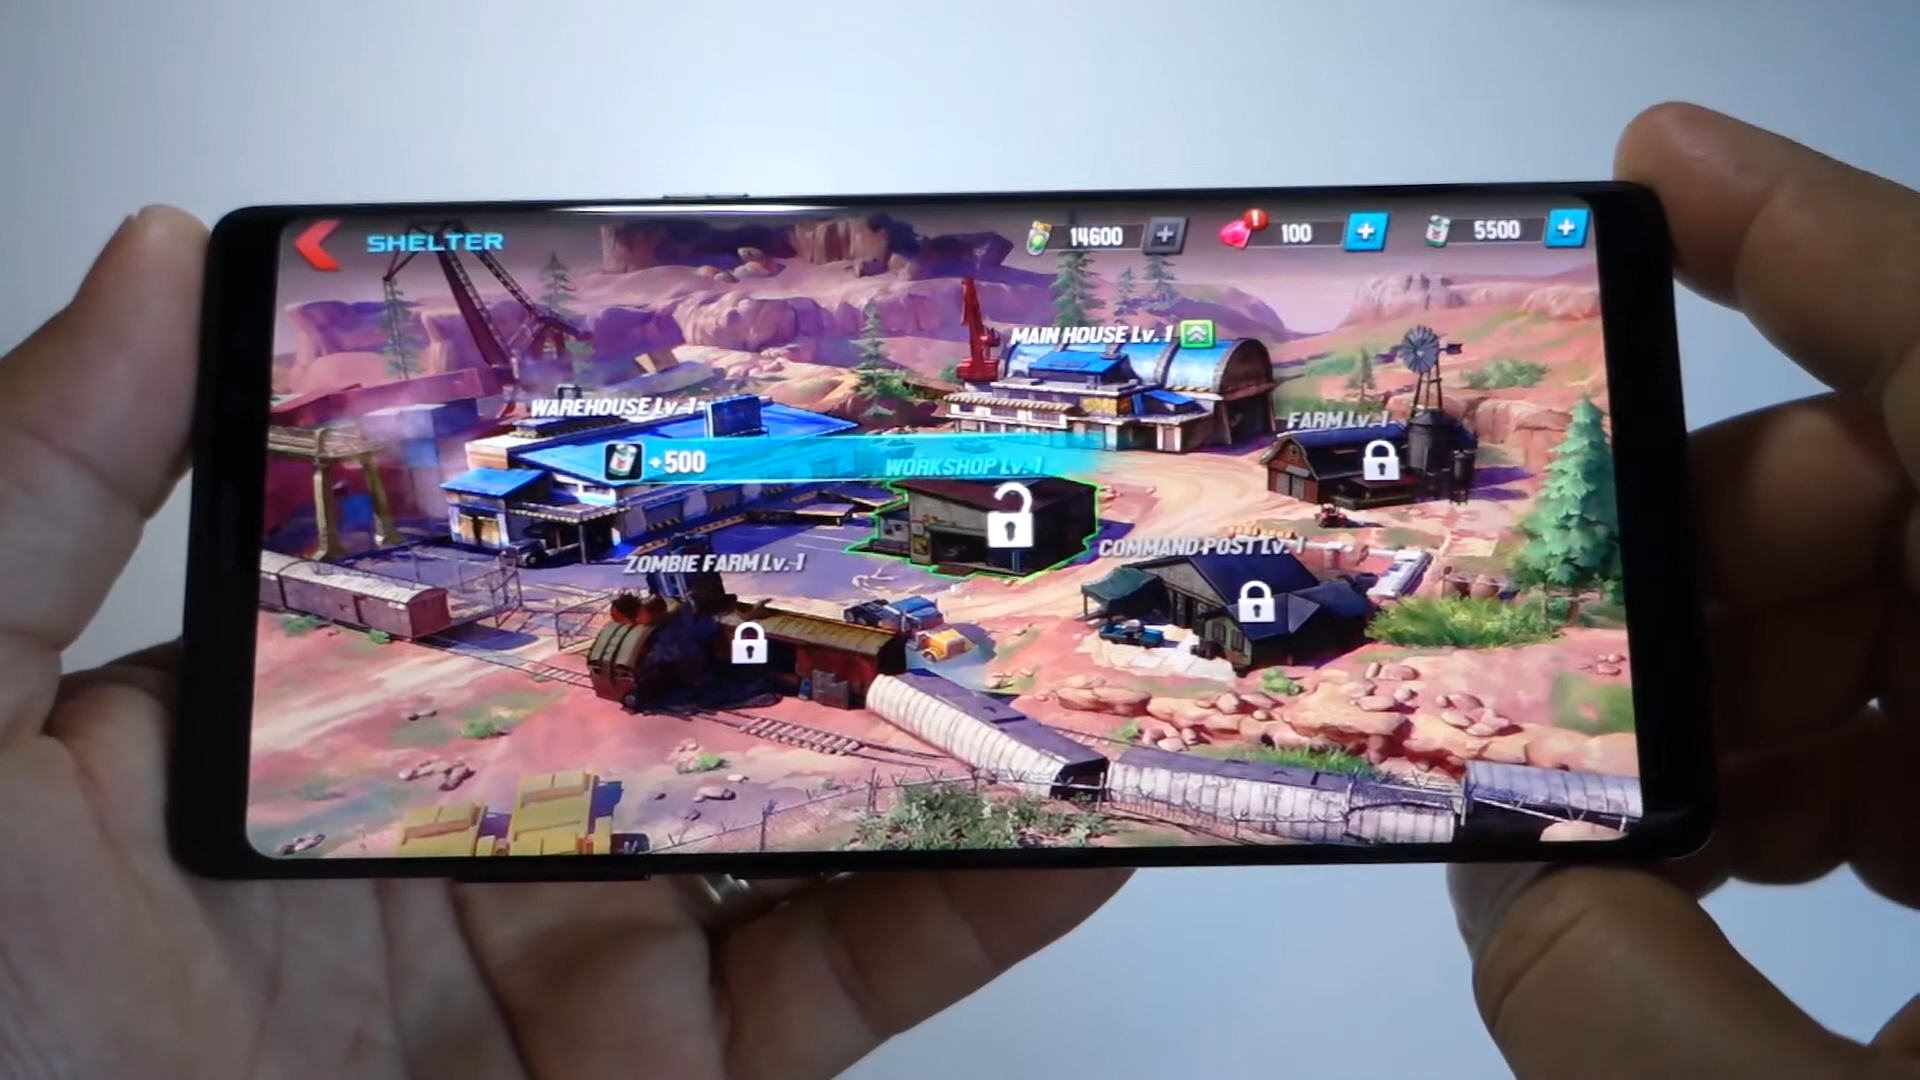 SHELTER
14600
100
5500
MAIN HOUSE Lv. 1
WAREHOUSE Lv. 1
FARM Lv. 1
+500
WORKSHOP Lv. 1
COMMAND POST Lv. 1
ZOMBIE FARM Lv. 1